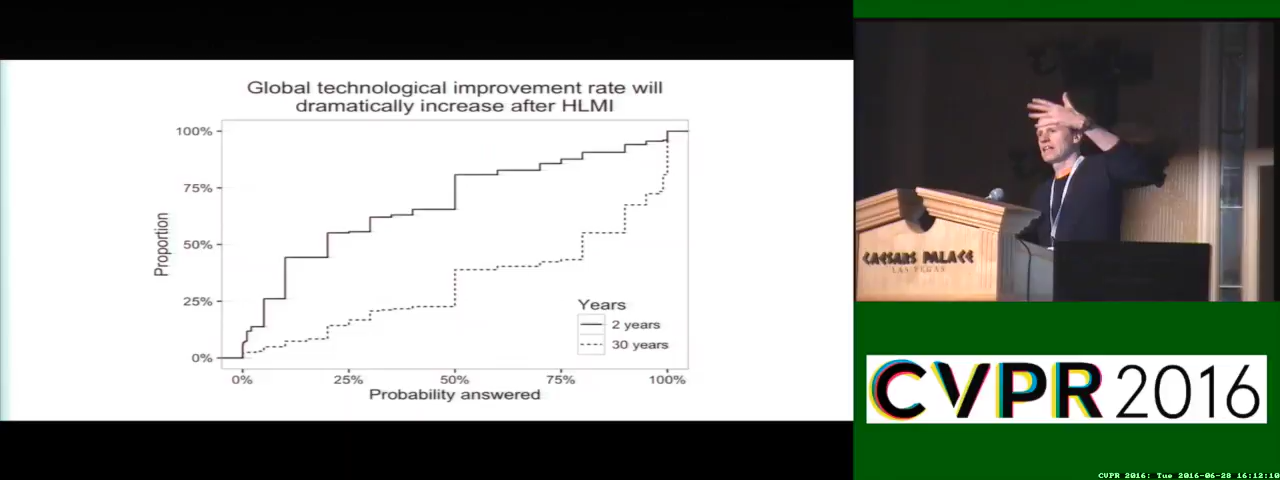 Global technological improvement rate will
dramatically increase after HLMI
100%
75%
50%
25%
0%
Proportion
Years
2 years
30 years
0%
25%
50%
75%
100%
Probability answered
CAESARS PALACE
LAS VEGAS
CVPR 2016
CVPR 2016: Tue 2016-06-28 16:12:10